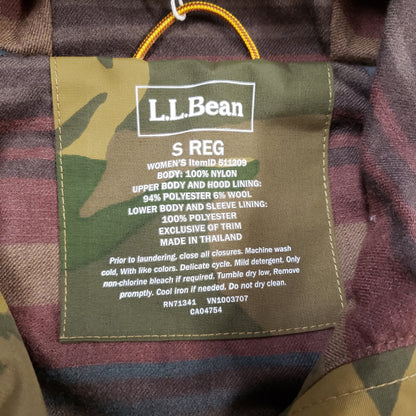 L.L.Bean
S REG
WOMEN'S ItemID 511209
BODY: 100% NYLON
UPPER BODY AND HOOD LINING:
94% POLYESTER 6% WOOL
LOWER BODY AND SLEEVE LINING:
100% POLYESTER
EXCLUSIVE OF TRIM
MADE IN THAILAND
Prior to laundering, close all closures. Machine wash
cold, With like colors. Delicate cycle. Mild detergent. Only
non-chlorine bleach if required. Tumble dry low, Remove
promptly. Cool iron if needed. Do not dry clean.
RN71341 VN1003707
CA04754